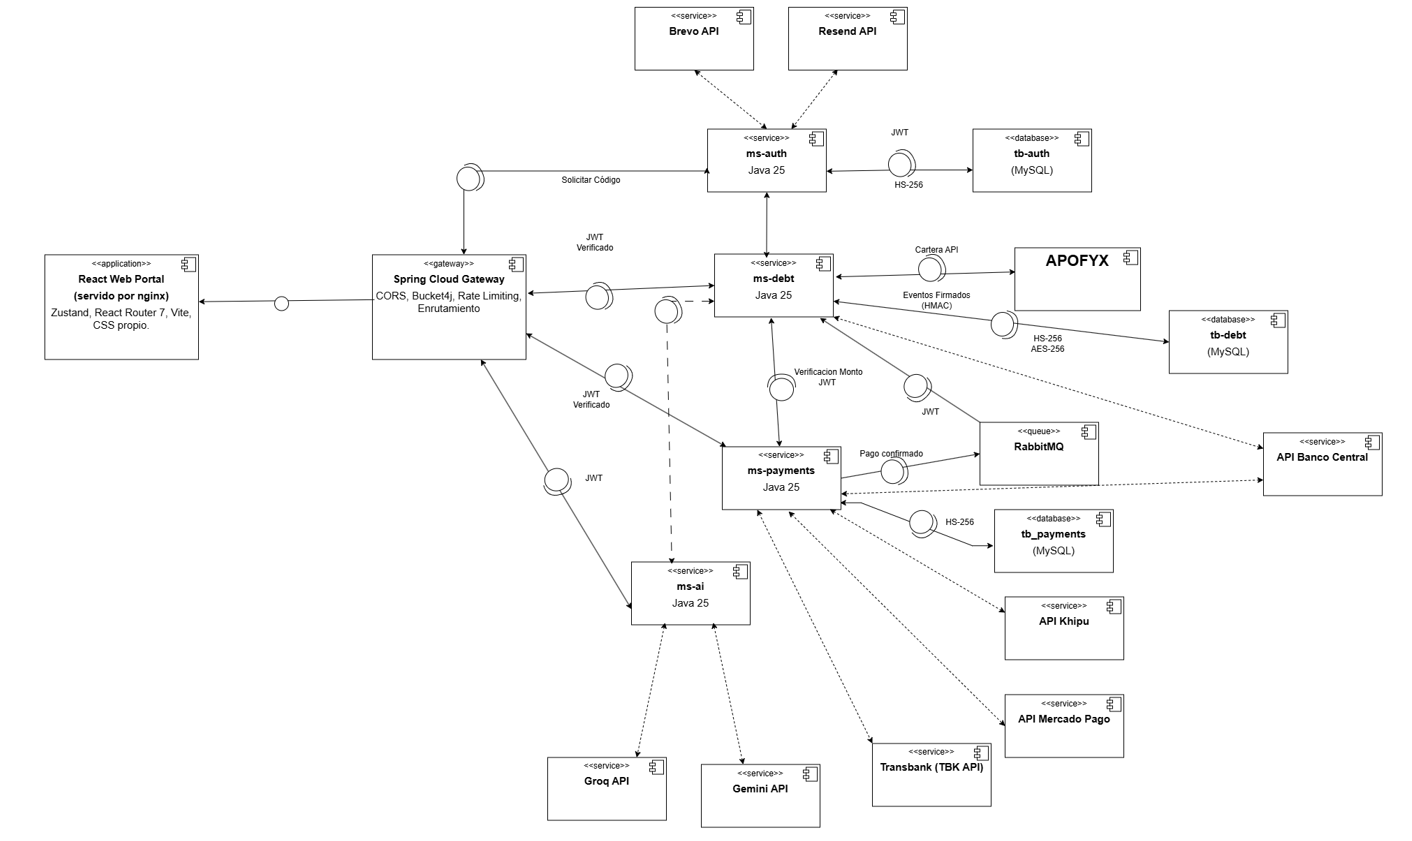 <<service>>
Brevo API
<<service>>
Resend API
<<service>>
ms-auth
Java 25
JWT
HS-256
<<database>>
tb-auth
(MySQL)
Solicitar Código
<<application>>
React Web Portal
(servido por nginx)
Zustand, React Router 7, Vite,
CSS propio.
<<gateway>>
Spring Cloud Gateway
CORS, Bucket4j, Rate Limiting,
Enrutamiento
JWT
Verificado
<<service>>
ms-debt
Java 25
Cartera API
APOFYX
Eventos Firmados
(HMAC)
HS-256
AES-256
<<database>>
tb-debt
(MySQL)
JWT
Verificado
Verificacion Monto
JWT
JWT
<<queue>>
RabbitMQ
<<service>>
API Banco Central
<<service>>
ms-payments
Java 25
Pago confirmado
JWT
HS-256
<<database>>
tb_payments
(MySQL)
<<service>>
ms-ai
Java 25
<<service>>
API Khipu
<<service>>
API Mercado Pago
<<service>>
Transbank (TBK API)
<<service>>
Groq API
<<service>>
Gemini API